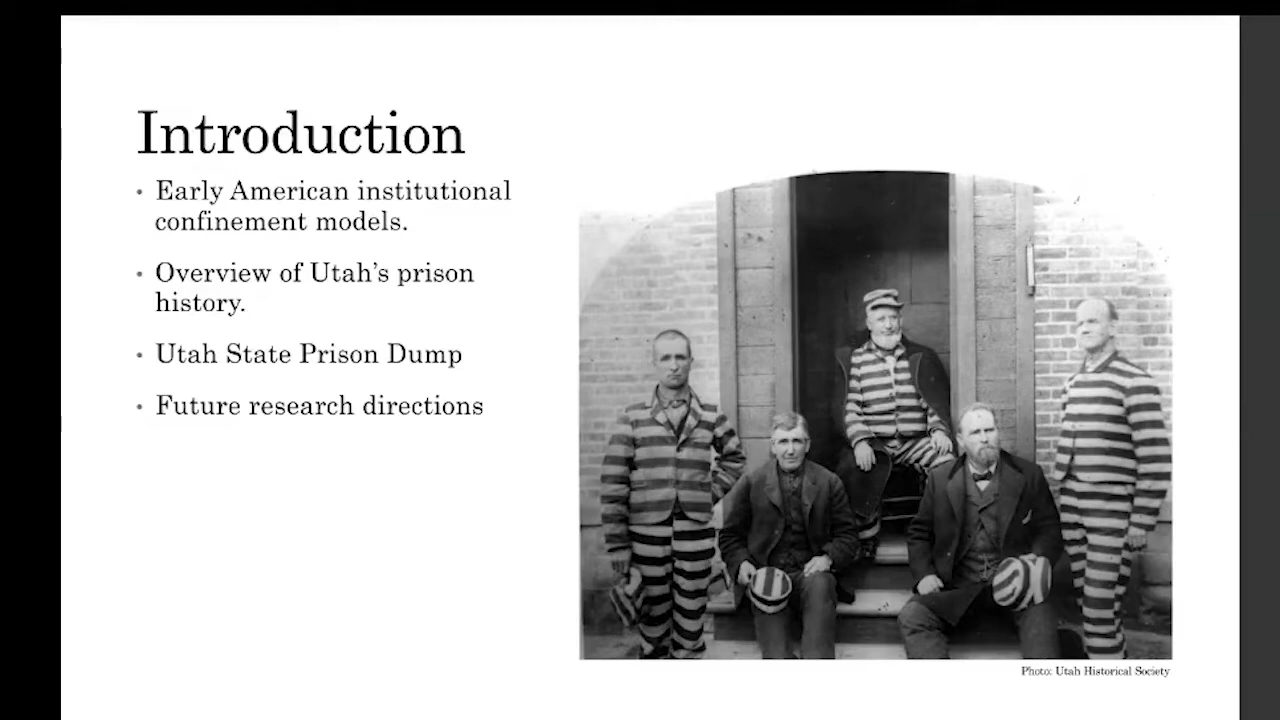 Introduction
• Early American institutional
confinement models.
• Overview of Utah’s prison
history.
• Utah State Prison Dump
• Future research directions
Photo: Utah Historical Society